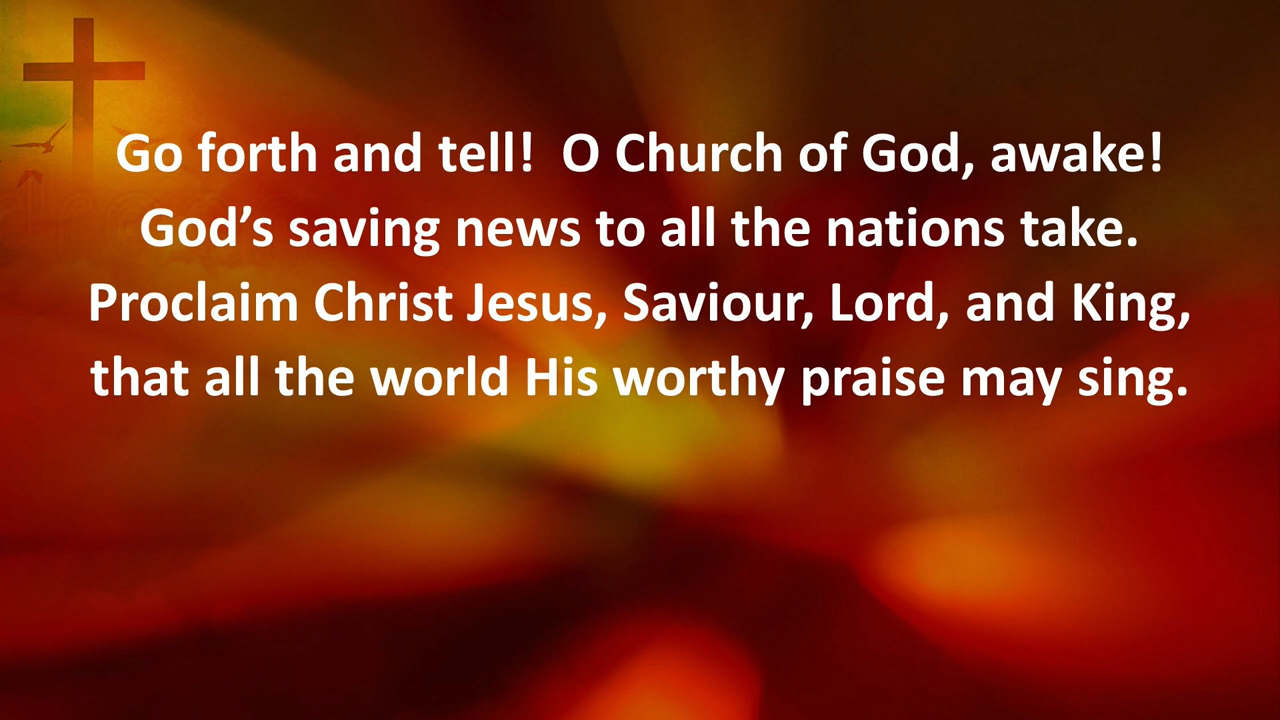 Go forth and tell!  O Church of God, awake!
God’s saving news to all the nations take.
Proclaim Christ Jesus, Saviour, Lord, and King,
that all the world His worthy praise may sing.